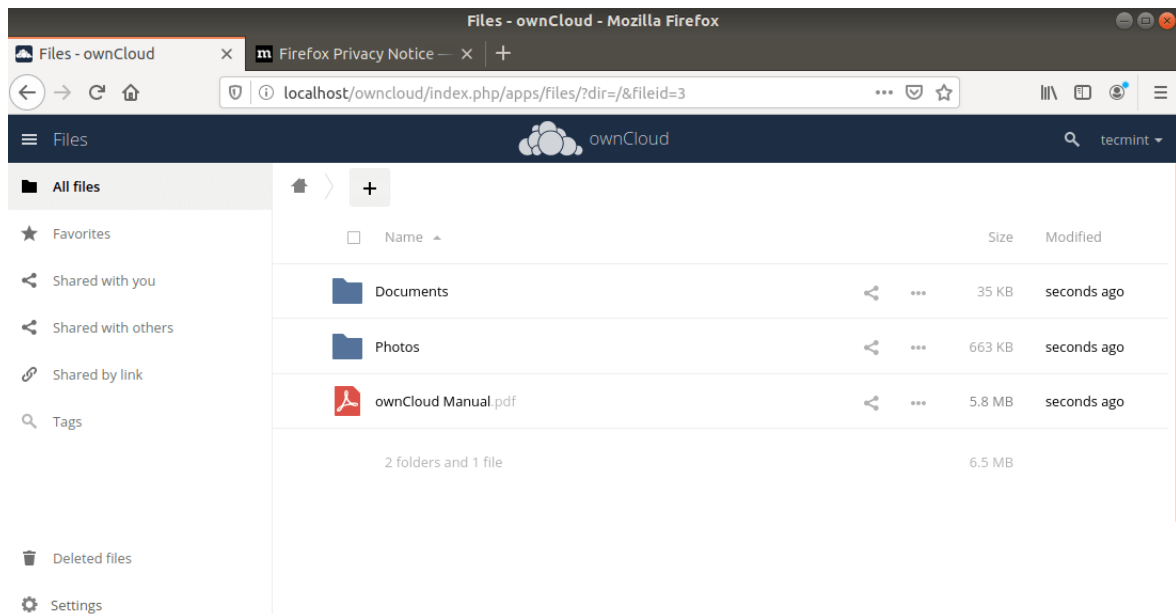 Files - ownCloud - Mozilla Firefox
Files - ownCloud
m Firefox Privacy Notice —
localhost/owncloud/index.php/apps/files/?dir=/&fileid=3
Files
ownCloud
tecmint
All files
Favorites
Shared with you
Shared with others
Shared by link
Tags
Deleted files
Settings
Name Size Modified
Documents 35 KB seconds ago
Photos 663 KB seconds ago
ownCloud Manual.pdf 5.8 MB seconds ago
2 folders and 1 file 6.5 MB